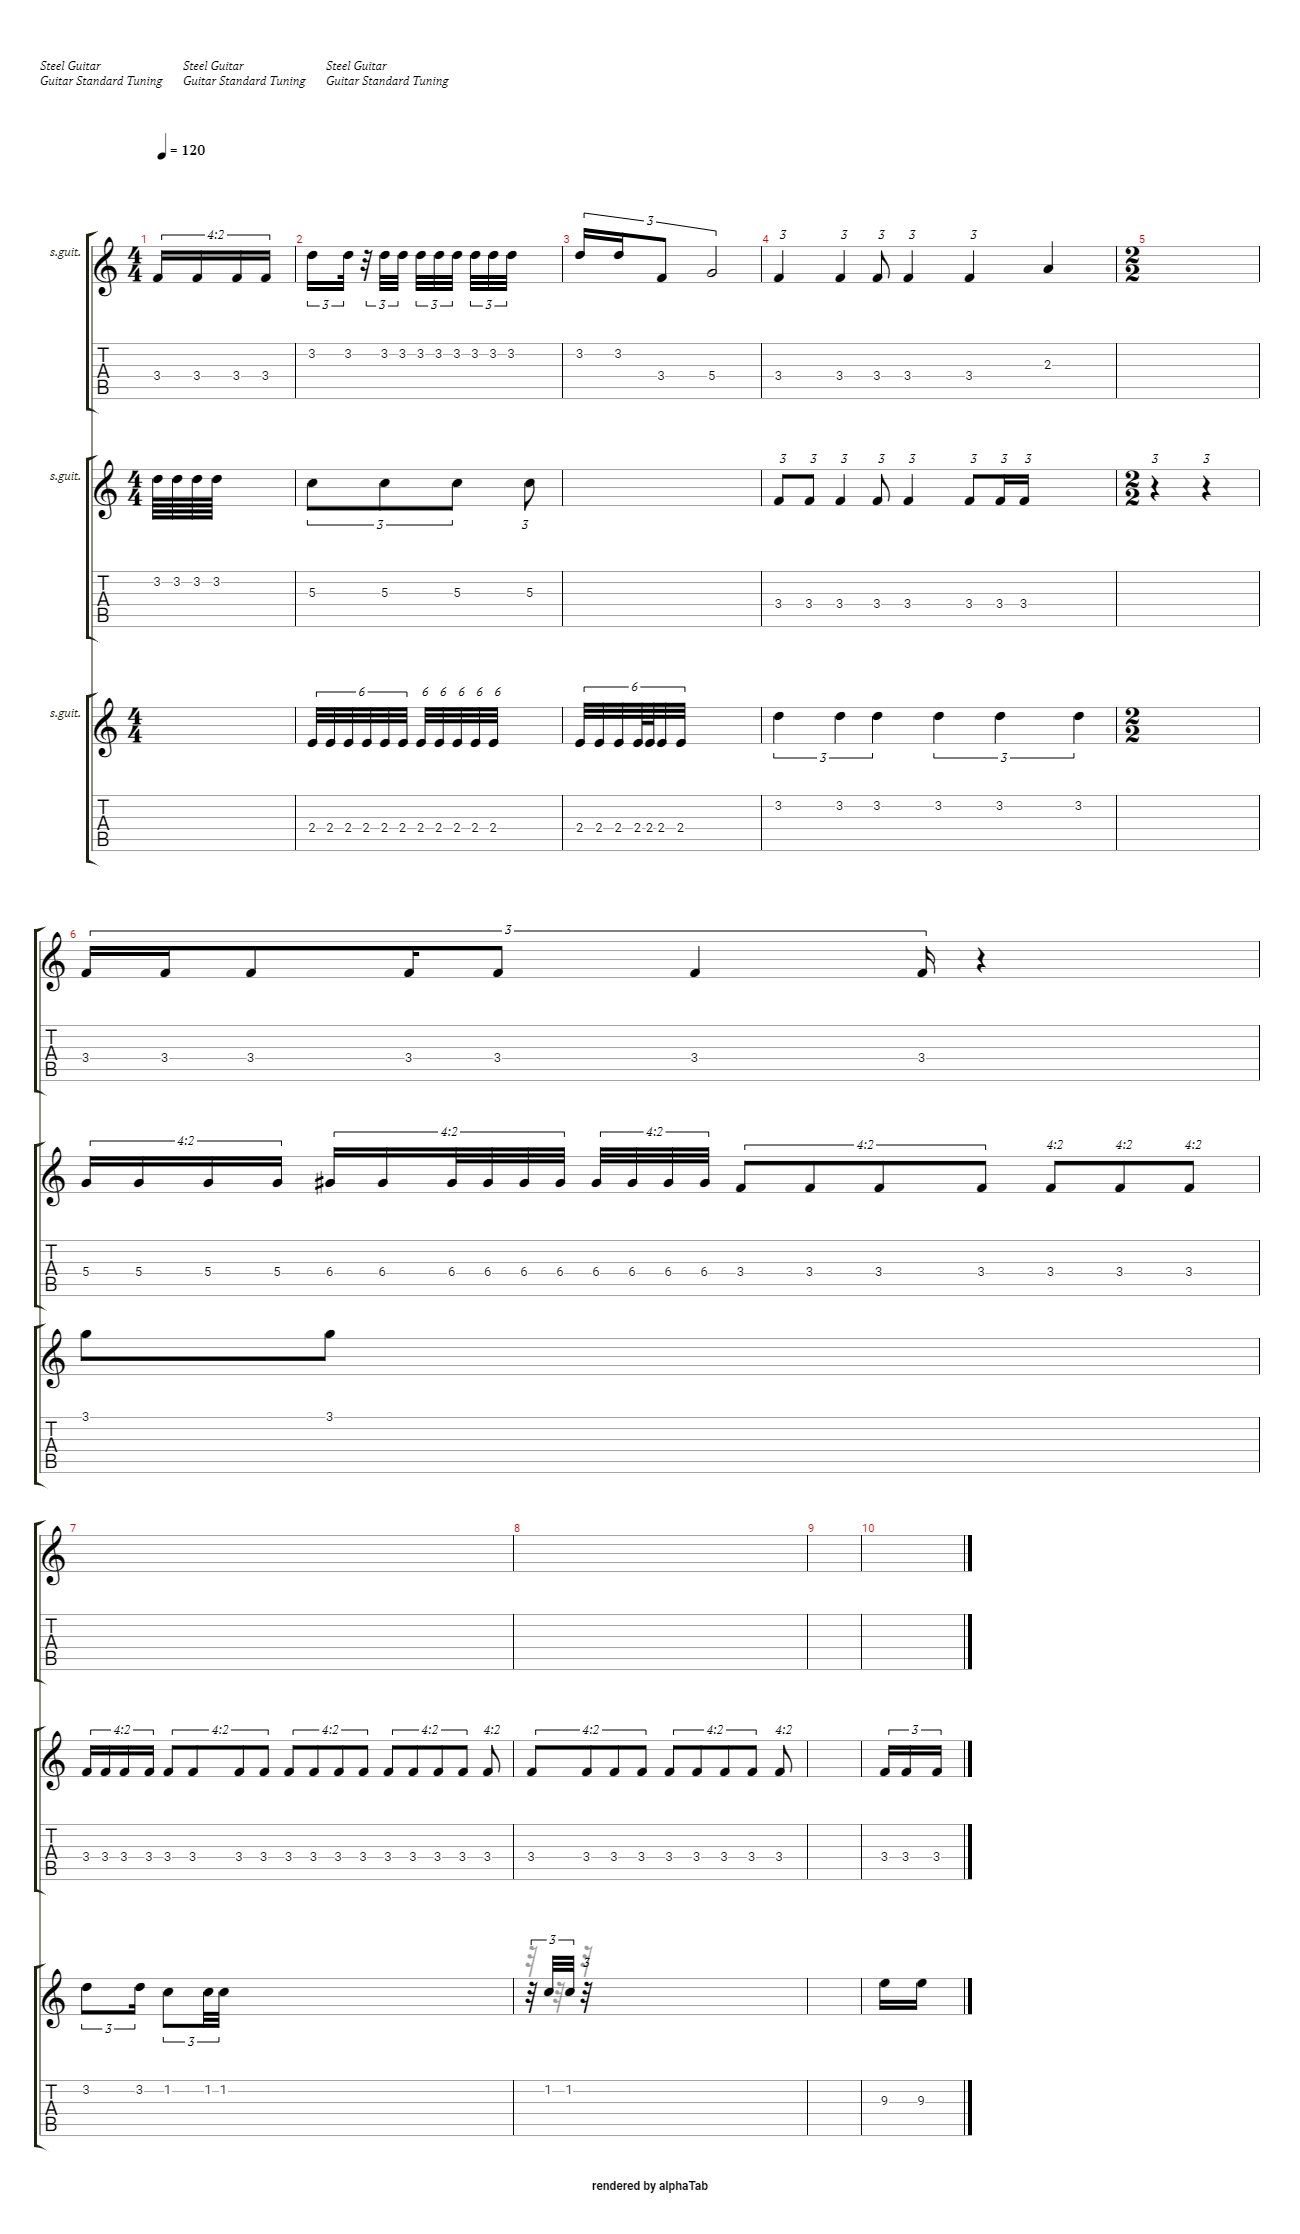 Steel Guitar Steel Guitar Steel Guitar
Guitar Standard Tuning Guitar Standard Tuning Guitar Standard Tuning
= 120
4:2 3
1 2 3 3 3 3 3 3 5
s.guit. 4 4 4 2 2
3 3 3 3
T A B 3 3 3 3 3 3 3 3 3 3 3 3 3 3 3 5 3 3 3 3 3 2
s.guit. 4 4 3 3 3 3 3 3 3 3 2 2 3 3
3 3
T A B 3 3 3 3 5 5 5 5 3 3 3 3 3 3 3 3
6 6 6 6 6 6 6
s.guit. 4 4 2 2
3 3
T A B 2 2 2 2 2 2 2 2 2 2 2 2 2 2 2 2 2 2 3 3 3 3 3 3
6 3
T A B 3 3 3 3 3 3 3
4:2 4:2 4:2 4:2 4:2 4:2 4:2
T A B 5 5 5 5 6 6 6 6 6 6 6 6 6 6 3 3 3 3 3 3 3
T A B 3 3
7 8 9 10
T A B
4:2 4:2 4:2 4:2 4:2 4:2 4:2 4:2 3
T A B 3 3 3 3 3 3 3 3 3 3 3 3 3 3 3 3 3 3 3 3 3 3 3 3 3 3 3 3 3
3 3
3 3
T A B 3 3 1 1 1 1 1 9 9
rendered by alphaTab